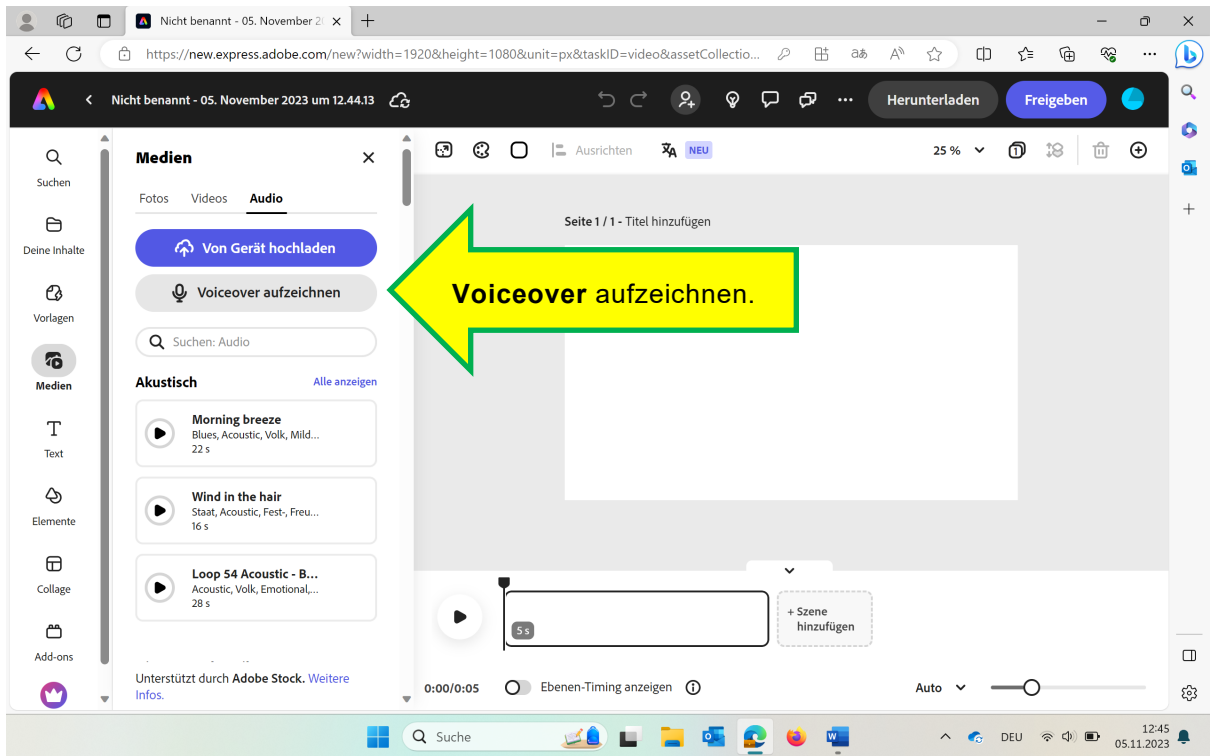 Nicht benannt - 05. November 2
https://new.express.adobe.com/new?width=1920&height=1080&unit=px&taskID=video&assetCollectio...
Nicht benannt - 05. November 2023 um 12.44.13
Herunterladen
Freigeben
Suchen
Deine Inhalte
Vorlagen
Medien
Text
Elemente
Collage
Add-ons
Medien
Fotos Videos Audio
Von Gerät hochladen
Voiceover aufzeichnen
Suchen: Audio
Akustisch Alle anzeigen
Morning breeze
Blues, Acoustic, Volk, Mild...
22 s
Wind in the hair
Staat, Acoustic, Fest-, Freu...
16 s
Loop 54 Acoustic - B...
Acoustic, Volk, Emotional,...
28 s
Unterstützt durch Adobe Stock. Weitere
Infos.
Ausrichten NEU 25 % 1
Seite 1 / 1 - Titel hinzufügen
Voiceover aufzeichnen.
5 s
+ Szene
hinzufügen
0:00/0:05 Ebenen-Timing anzeigen Auto
Suche
DEU
12:45
05.11.2023